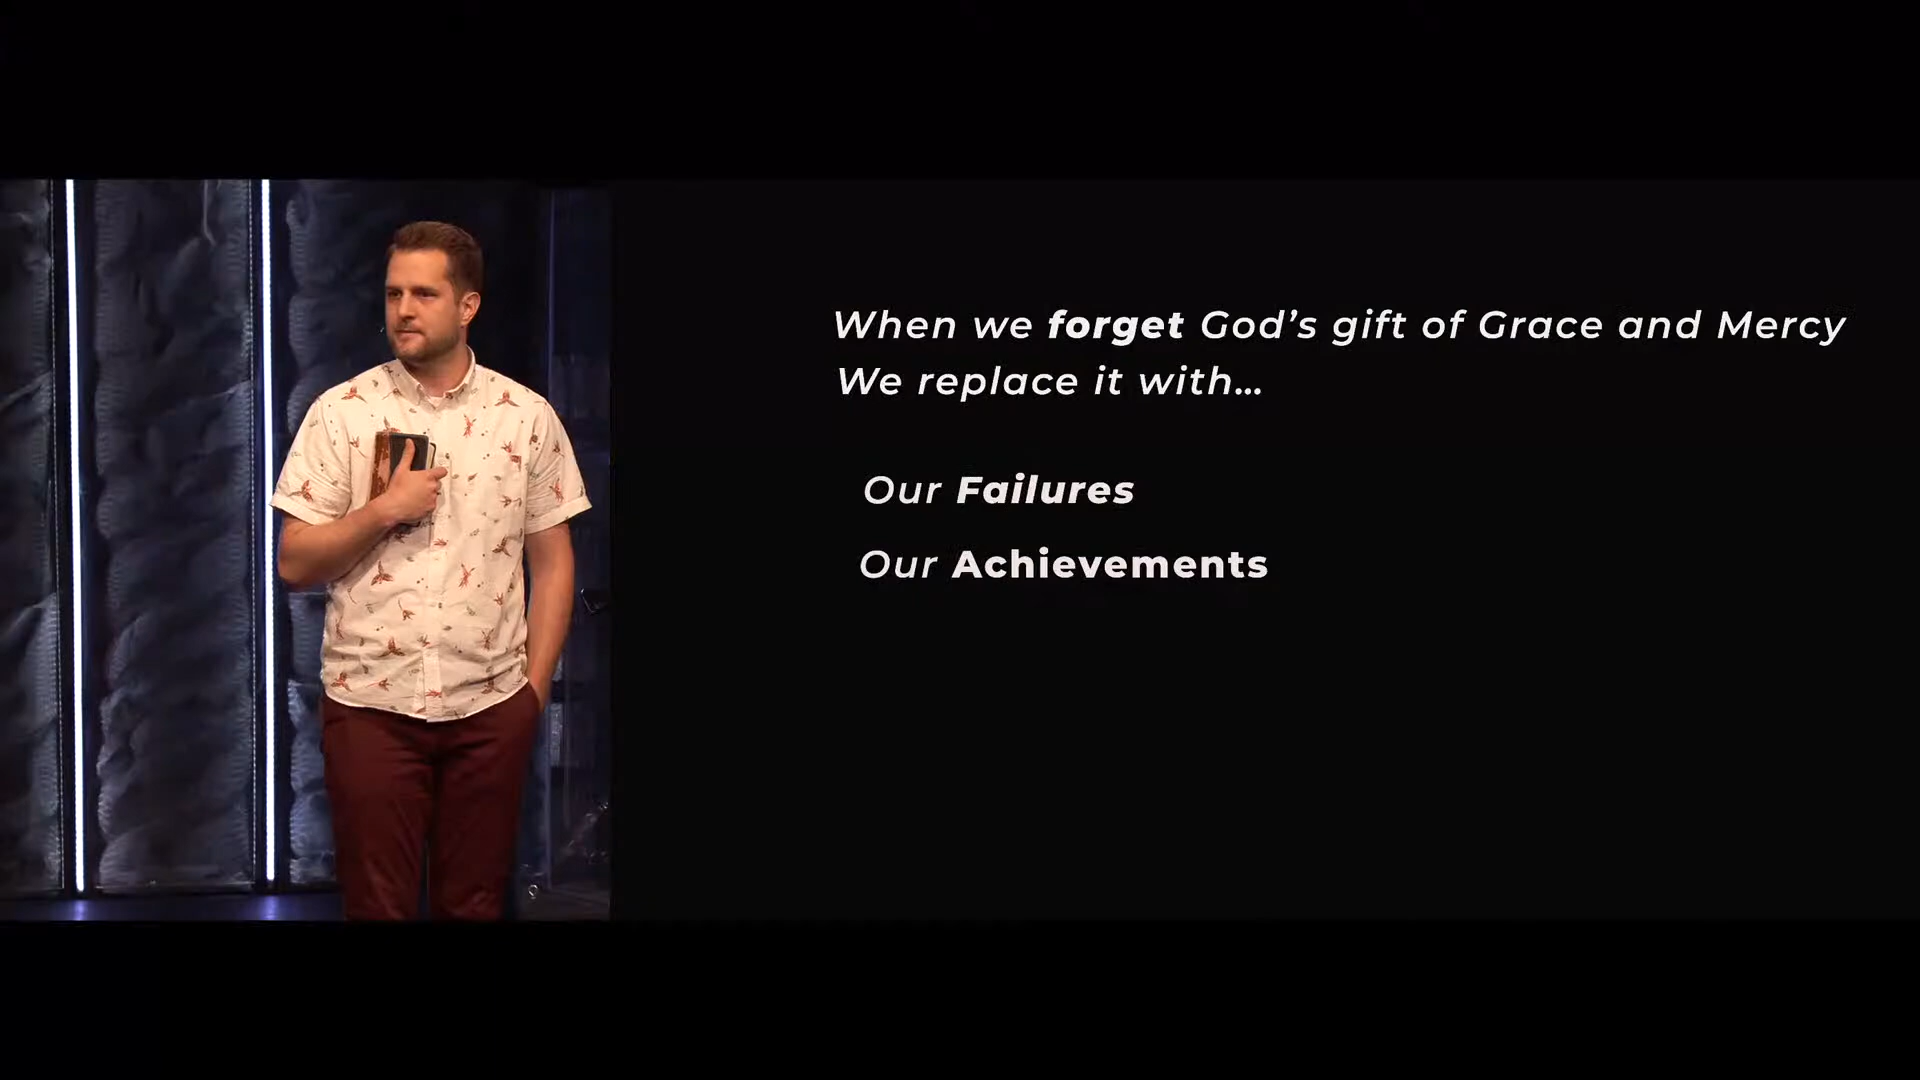 When we forget God’s gift of Grace and Mercy
We replace it with…
Our Failures
Our Achievements